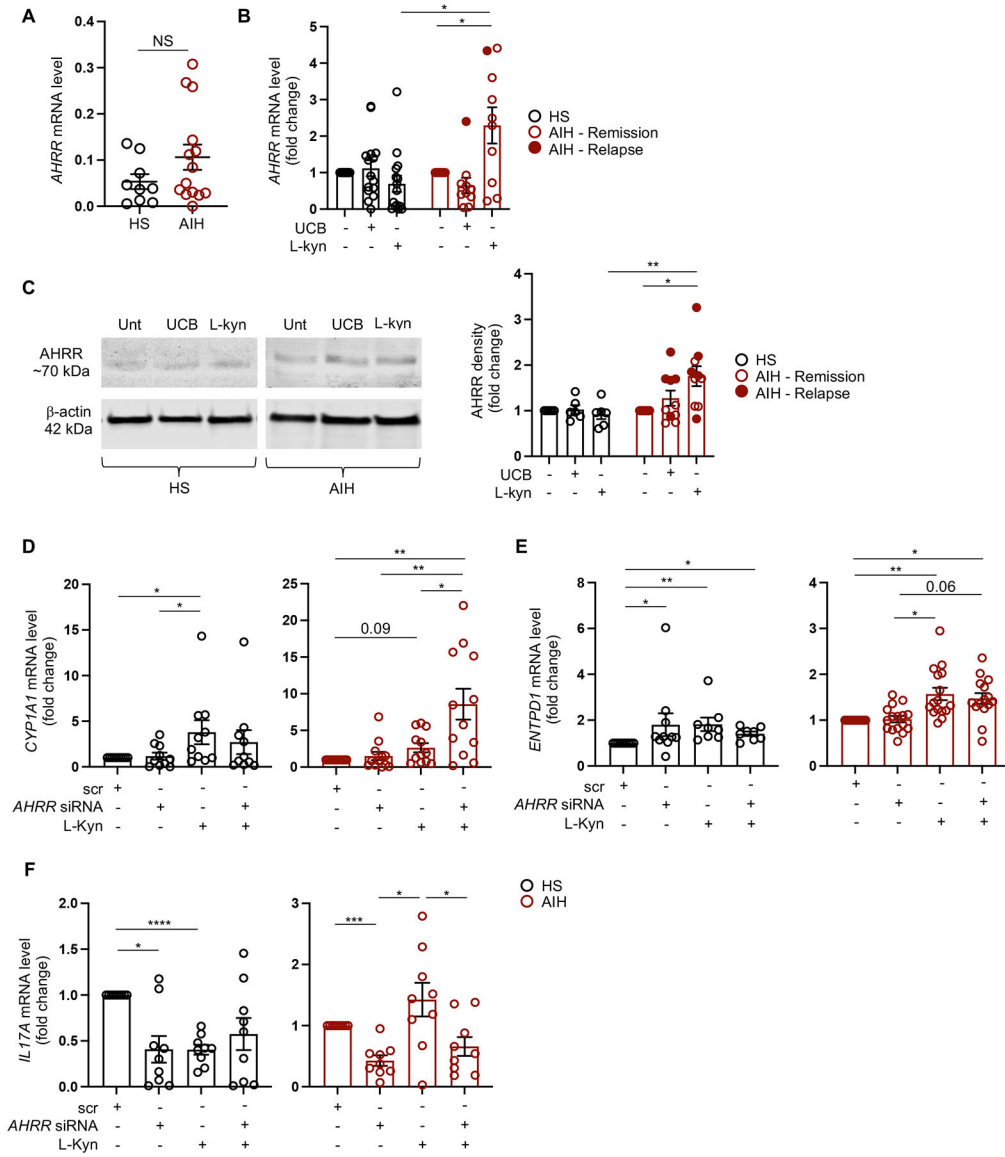 A
AHRR mRNA level
0.4
0.3
0.2
0.1
0.0
NS
HS AIH
B
AHRR mRNA level
(fold change)
5
4
3
2
1
0
* *
UCB - + - - + -
L-kyn - - + - - +
HS
AIH - Remission
AIH - Relapse
C
Unt UCB L-kyn Unt UCB L-kyn
AHRR
~70 kDa
β-actin
42 kDa
HS AIH
AHRR density
(fold change)
4
3
2
1
0
**
*
UCB - + - - + -
L-kyn - - + - - +
HS
AIH - Remission
AIH - Relapse
D
CYP1A1 mRNA level
(fold change)
20
15
10
5
0
*
*
25
20
15
10
5
0
**
**
*
0.09
scr + - - - + - - -
AHRR siRNA - + - + - + - +
L-Kyn - - + + - - + +
E
ENTPD1 mRNA level
(fold change)
8
6
4
2
0
*
**
*
4
3
2
1
0
*
**
0.06
*
scr + - - - + - - -
AHRR siRNA - + - + - + - +
L-Kyn - - + + - - + +
F
IL17A mRNA level
(fold change)
2.0
1.5
1.0
0.5
0.0
****
*
3
2
1
0
***
*
*
scr + - - - + - - -
AHRR siRNA - + - + - + - +
L-Kyn - - + + - - + +
HS
AIH